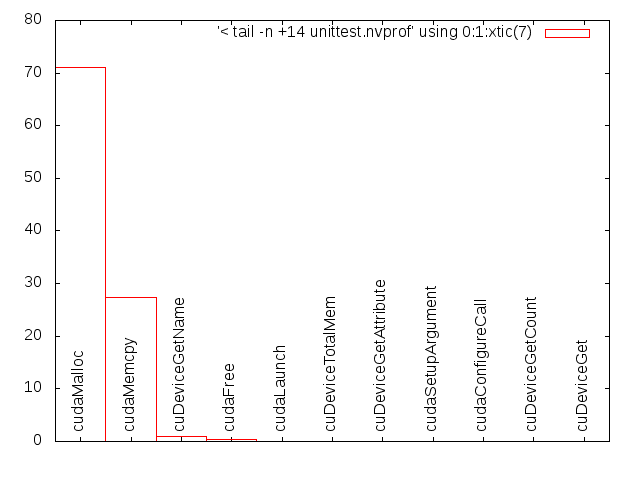 '< tail -n +14 unittest.nvprof' using 0:1:xtic(7)
80
70
60
50
40
30
20
10
0
cudaMalloc
cudaMemcpy
cuDeviceGetName
cudaFree
cudaLaunch
cuDeviceTotalMem
cuDeviceGetAttribute
cudaSetupArgument
cudaConfigureCall
cuDeviceGetCount
cuDeviceGet